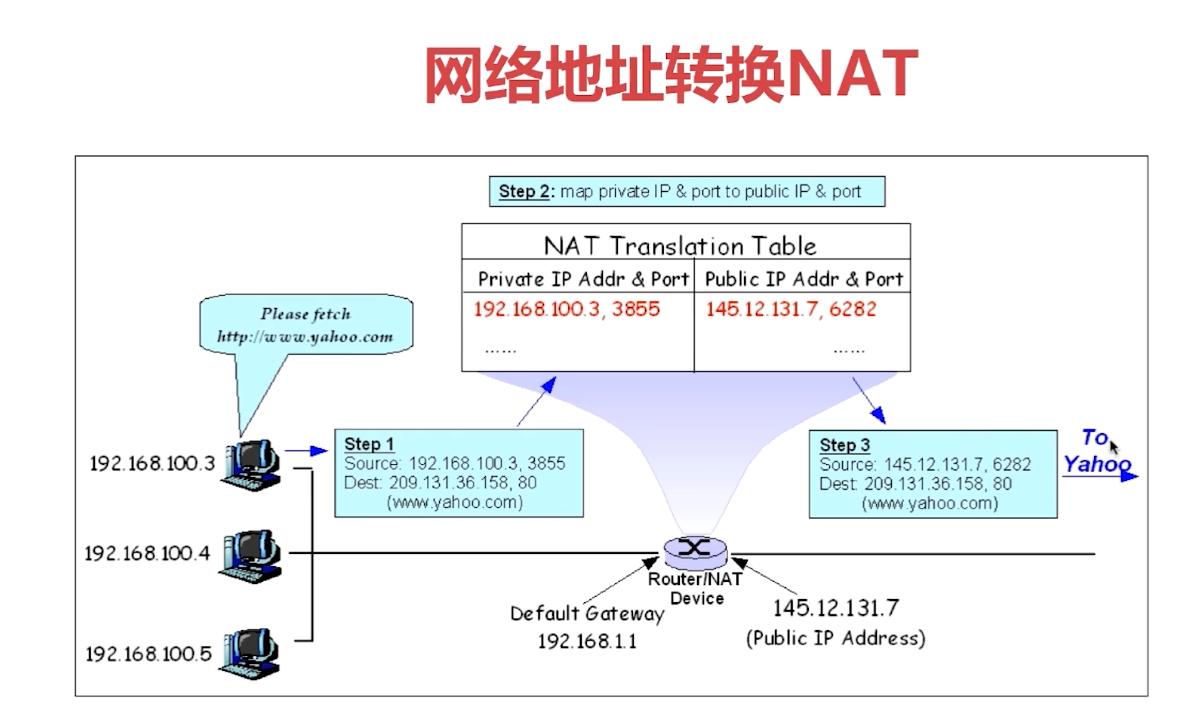 网络地址转换NAT
Step 2: map private IP & port to public IP & port
NAT Translation Table
Private IP Addr & Port
Public IP Addr & Port
192.168.100.3, 3855
145.12.131.7, 6282
......
......
Please fetch
http://www.yahoo.com
192.168.100.3
Step 1
Source: 192.168.100.3, 3855
Dest: 209.131.36.158, 80
(www.yahoo.com)
Step 3
Source: 145.12.131.7, 6282
Dest: 209.131.36.158, 80
(www.yahoo.com)
To
Yahoo
192.168.100.4
Router/NAT
Device
Default Gateway
192.168.1.1
145.12.131.7
(Public IP Address)
192.168.100.5